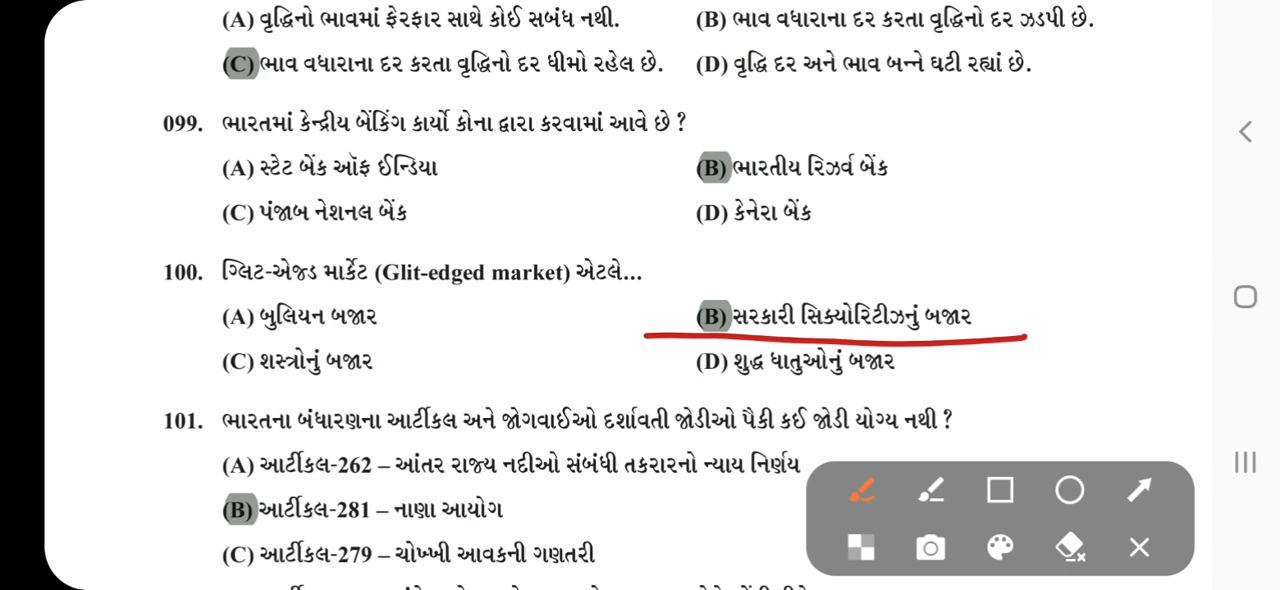 (A) વૃદ્ધિનો ભાવમાં ફેરફાર સાથે કોઈ સબંધ નથી. (B) ભાવ વધારાના દર કરતા વૃદ્ધિનો દર ઝડપી છે.
(C) ભાવ વધારાના દર કરતા વૃદ્ધિનો દર ધીમો રહેલ છે. (D) વૃદ્ધિ દર અને ભાવ બન્ને ઘટી રહ્યાં છે.
099. ભારતમાં કેન્દ્રીય બેંકિંગ કાર્યો કોના દ્વારા કરવામાં આવે છે ?
(A) સ્ટેટ બેંક ઑફ ઈન્ડિયા (B) ભારતીય રિઝર્વ બેંક
(C) પંજાબ નેશનલ બેંક (D) કેનેરા બેંક
100. ગ્લિટ-એજ્ડ માર્કેટ (Glit-edged market) એટલે...
(A) બુલિયન બજાર (B) સરકારી સિક્યોરિટીઝનું બજાર
(C) શસ્ત્રોનું બજાર (D) શુદ્ધ ધાતુઓનું બજાર
101. ભારતના બંધારણના આર્ટીકલ અને જોગવાઈઓ દર્શાવતી જોડીઓ પૈકી કઈ જોડી યોગ્ય નથી ?
(A) આર્ટીકલ-262 – આંતર રાજ્ય નદીઓ સંબંધી તકરારનો ન્યાય નિર્ણય
(B) આર્ટીકલ-281 – નાણા આયોગ
(C) આર્ટીકલ-279 – ચોખ્ખી આવકની ગણતરી